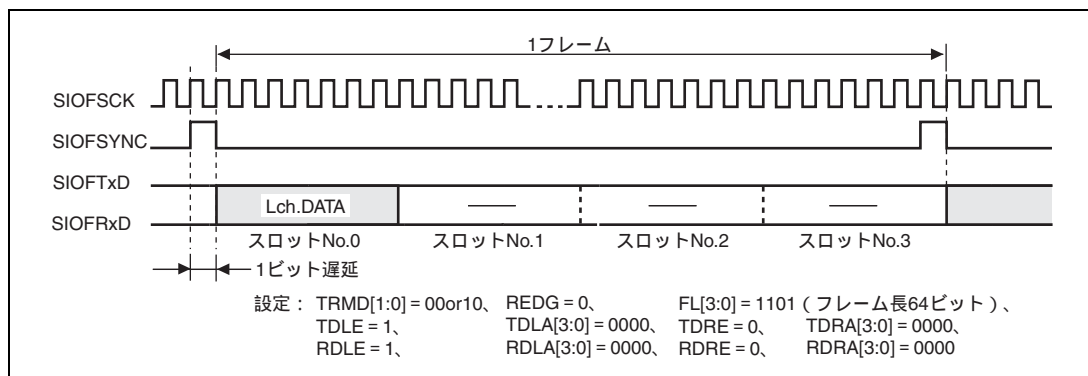 1フレーム
SIOFSCK
SIOFSYNC
SIOFTxD
SIOFRxD
Lch.DATA
スロットNo.0 スロットNo.1 スロットNo.2 スロットNo.3
1ビット遅延
設定： TRMD[1:0] = 00or10、 REDG = 0、 FL[3:0] = 1101（フレーム長64ビット）、
TDLE = 1、 TDLA[3:0] = 0000、 TDRE = 0、 TDRA[3:0] = 0000、
RDLE = 1、 RDLA[3:0] = 0000、 RDRE = 0、 RDRA[3:0] = 0000